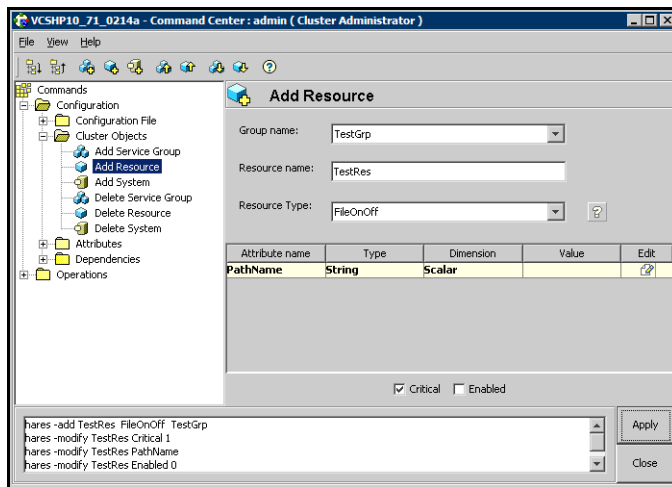 VCSHP10_71_0214a - Command Center : admin ( Cluster Administrator )
File View Help
Commands
Configuration
Configuration File
Cluster Objects
Add Service Group
Add Resource
Add System
Delete Service Group
Delete Resource
Delete System
Attributes
Dependencies
Operations
Add Resource
Group name: TestGrp
Resource name: TestRes
Resource Type: FileOnOff
Attribute name Type Dimension Value Edit
PathName String Scalar
Critical Enabled
hares -add TestRes FileOnOff TestGrp
hares -modify TestRes Critical 1
hares -modify TestRes PathName
hares -modify TestRes Enabled 0
Apply
Close